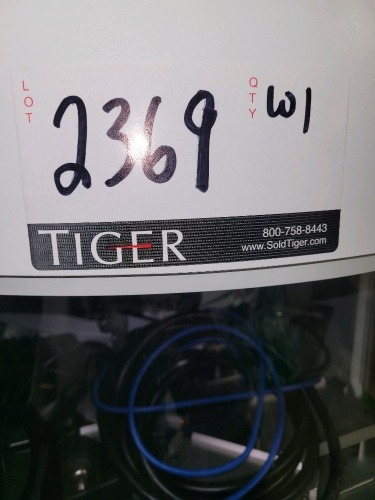 LOT 2369 QTY W1
TIGER
800-758-8443
www.SoldTiger.com